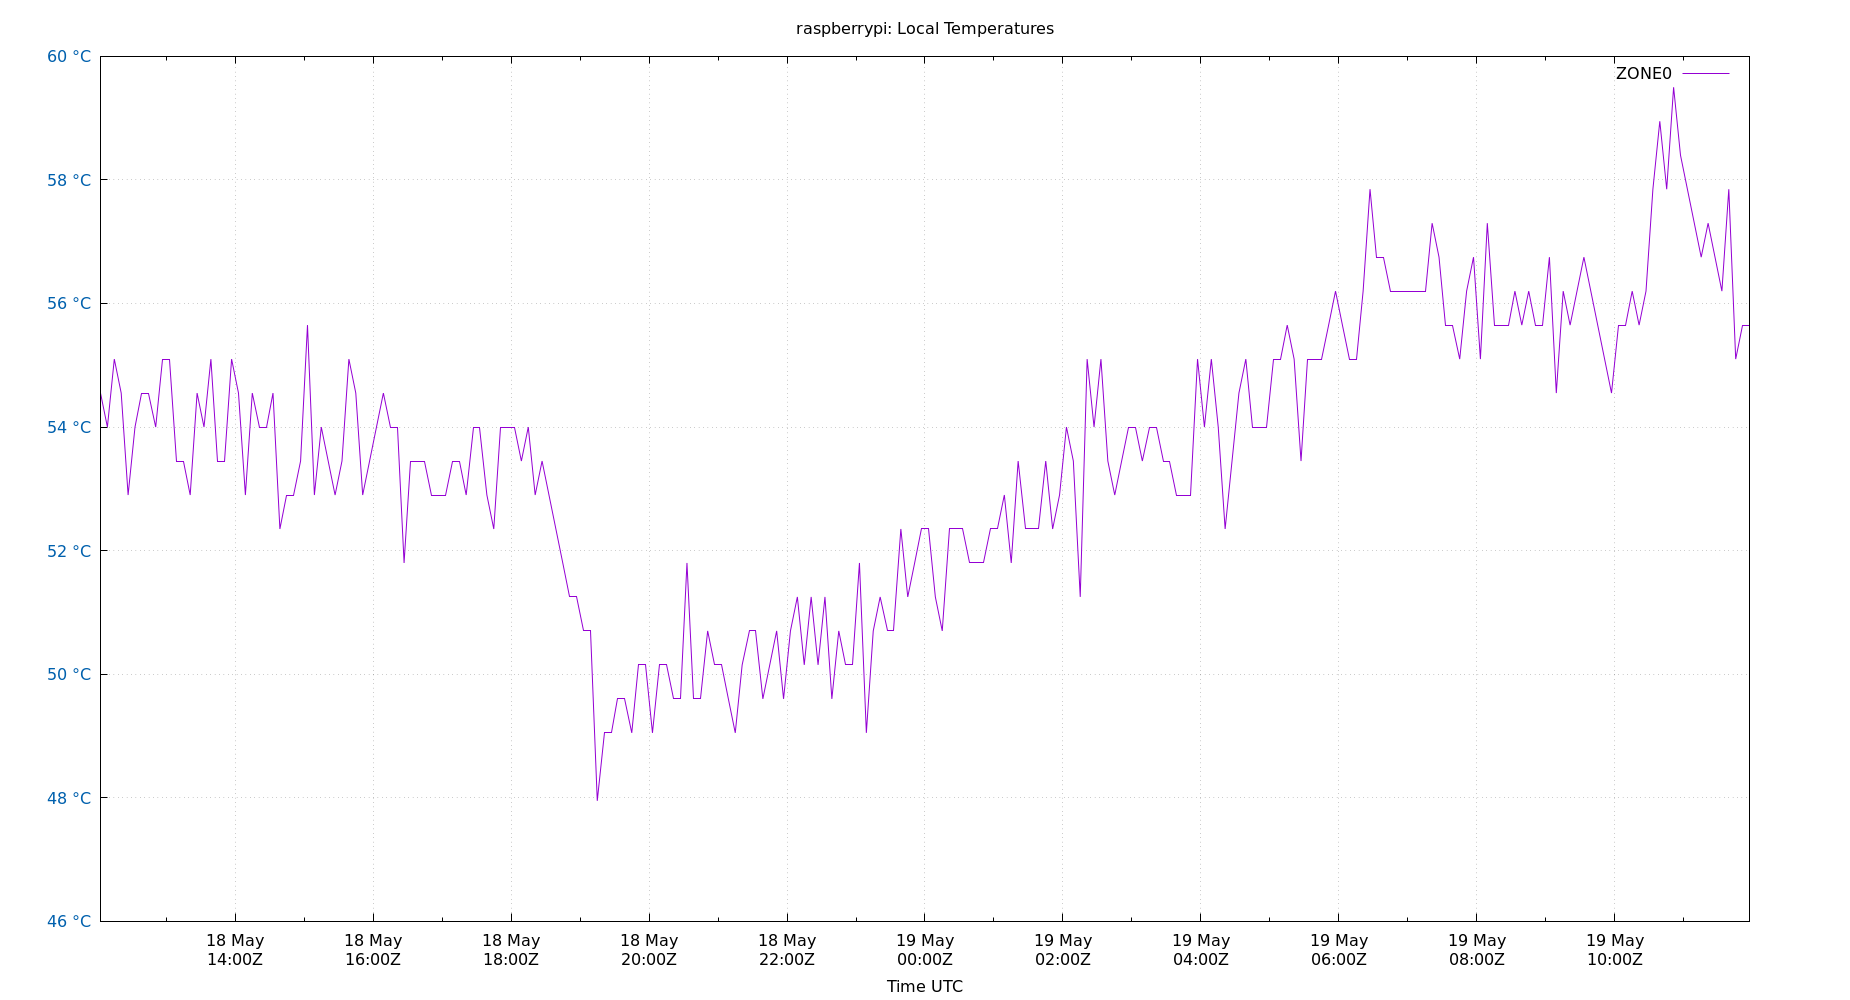 raspberrypi: Local Temperatures
60 °C
ZONE0
58 °C
56 °C
54 °C
52 °C
50 °C
48 °C
46 °C
18 May 18 May 18 May 18 May 18 May 19 May 19 May 19 May 19 May 19 May 19 May
14:00Z 16:00Z 18:00Z 20:00Z 22:00Z 00:00Z 02:00Z 04:00Z 06:00Z 08:00Z 10:00Z
Time UTC